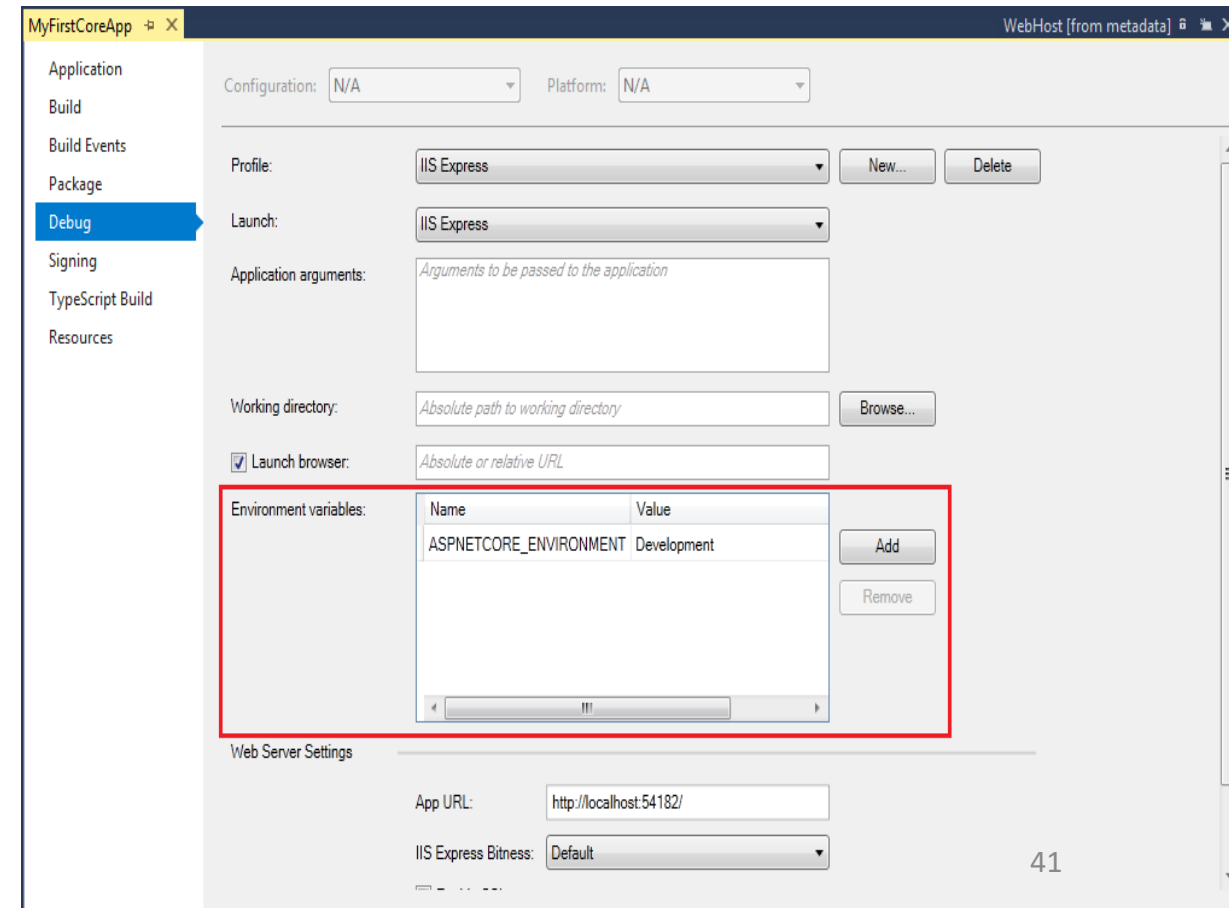 MyFirstCoreApp
WebHost [from metadata]
Application
Build
Build Events
Package
Debug
Signing
TypeScript Build
Resources
Configuration: N/A Platform: N/A
Profile: IIS Express New... Delete
Launch: IIS Express
Application arguments: Arguments to be passed to the application
Working directory: Absolute path to working directory Browse...
Launch browser: Absolute or relative URL
Environment variables: Name Value
ASPNETCORE_ENVIRONMENT Development Add
Remove
Web Server Settings
App URL: http://localhost:54182/
IIS Express Bitness: Default
41